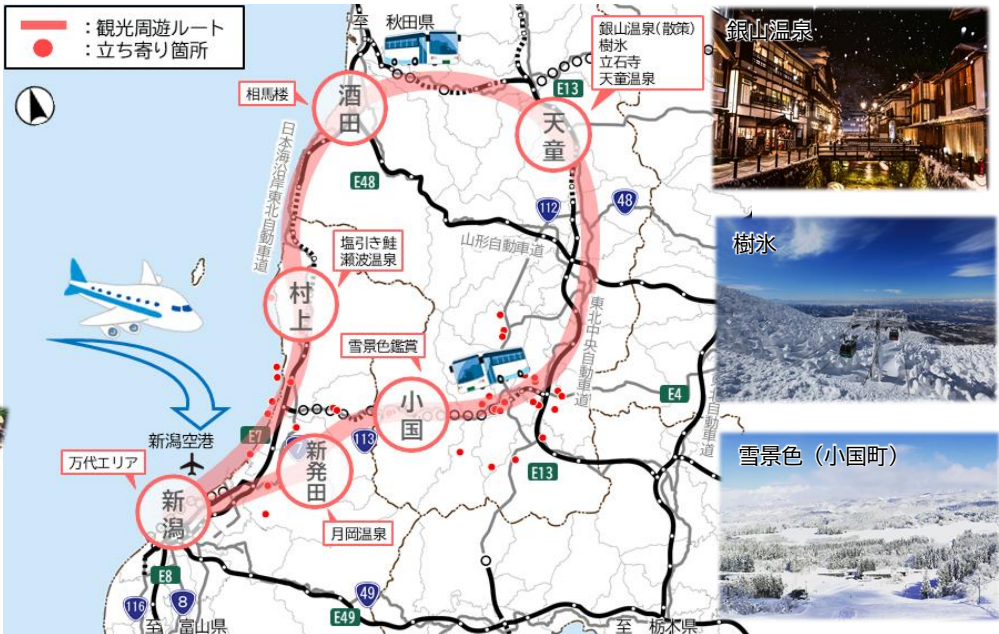 ：観光周遊ルート
：立ち寄り箇所
至 秋田県
銀山温泉（散策）
樹氷
立石寺
天童温泉
銀山温泉
E13
相馬楼
酒田
天童
日本海沿岸東北自動車道
E48
112
48
山形自動車道
塩引き鮭
瀬波温泉
樹氷
村上
東北中央自動車道
雪景色鑑賞
小国
E4
自動車道
新潟空港
E7
7
113
新発田
E13
雪景色（小国町）
万代エリア
新潟
月岡温泉
E8
116
8
49
E49
至 富山県
至 栃木県